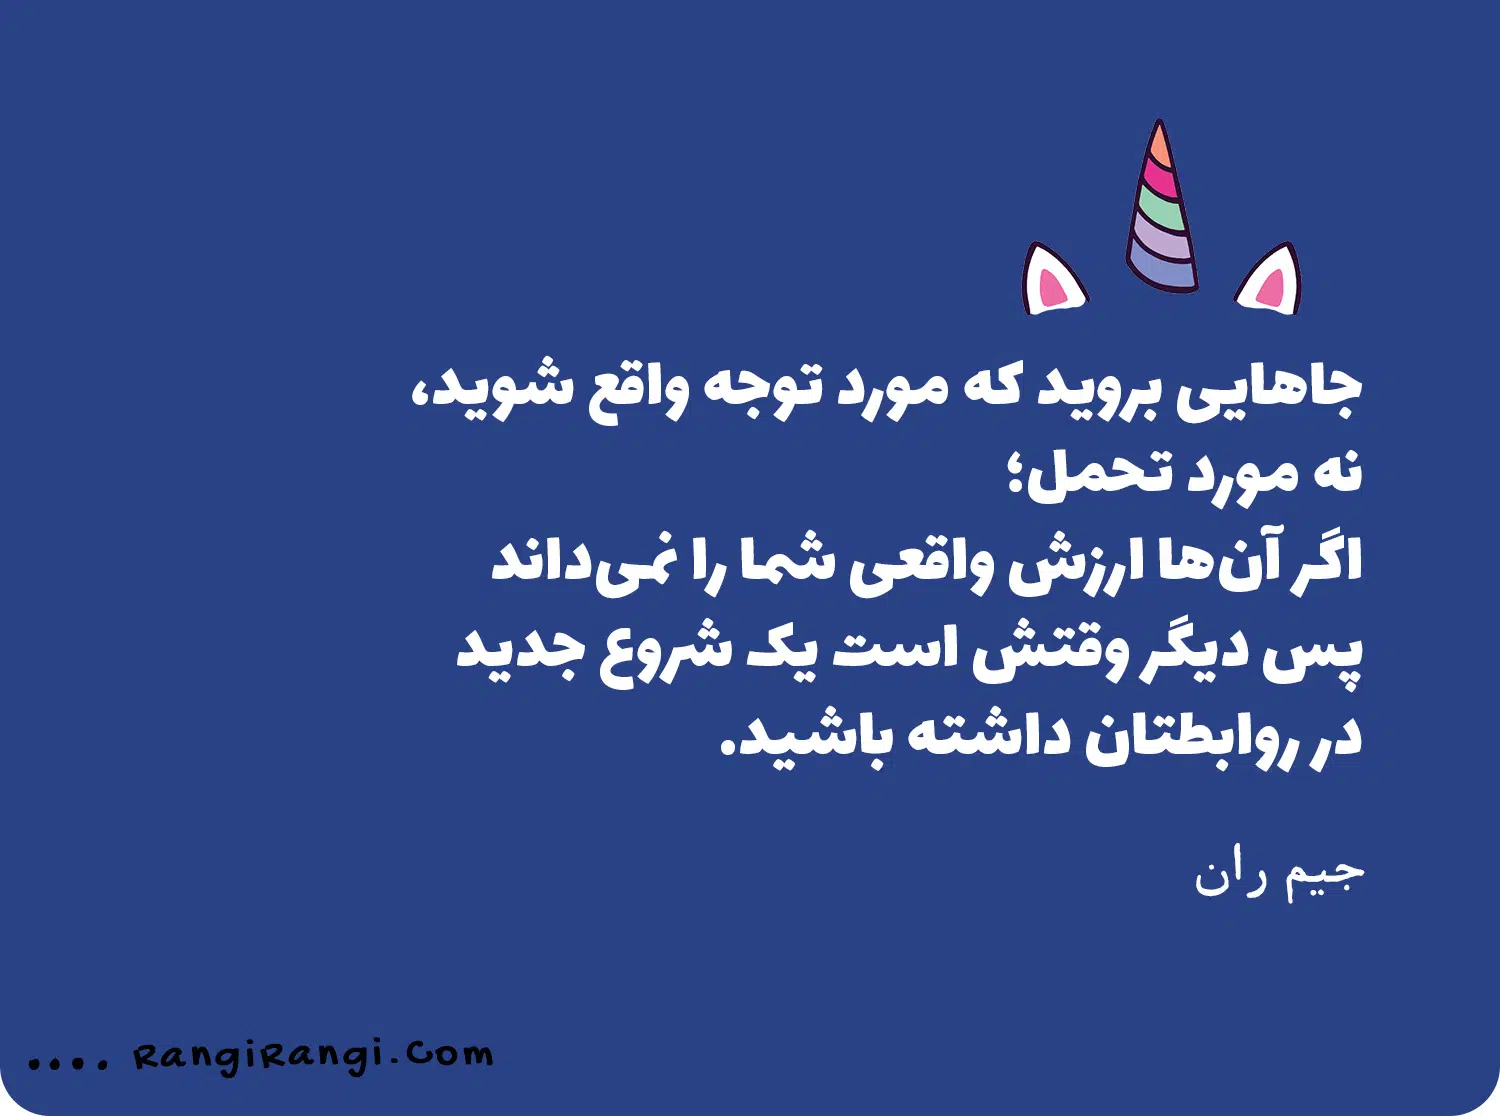 جاهایی بروید که مورد توجه واقع شوید،
نه مورد تحمل؛
اگر آن‌ها ارزش واقعی شما را نمی‌داند
پس دیگر وقتش است یک شروع جدید
در روابطتان داشته باشید.
جیم ران
.... RangiRangi.Com